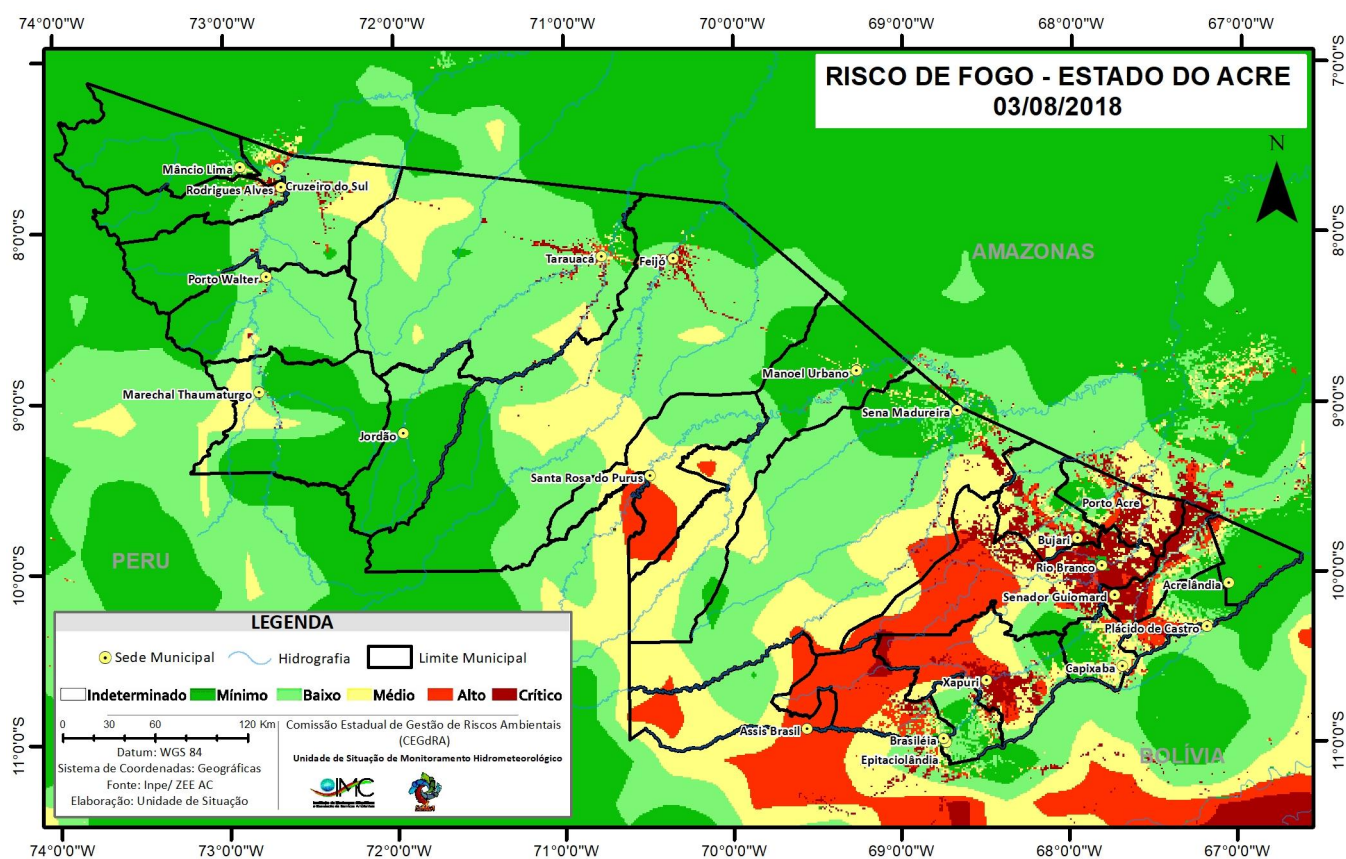 74°0'0"W 73°0'0"W 72°0'0"W 71°0'0"W 70°0'0"W 69°0'0"W 68°0'0"W 67°0'0"W
7°0'0"S
RISCO DE FOGO - ESTADO DO ACRE
03/08/2018
N
Mâncio Lima
Rodrigues Alves
Cruzeiro do Sul
8°0'0"S
8°0'0"S
AMAZONAS
Tarauacá
Feijó
Porto Walter
Manoel Urbano
Marechal Thaumaturgo
9°0'0"S
9°0'0"S
Sena Madureira
Jordão
Santa Rosa do Purus
Porto Acre
Bujari
PERU
Rio Branco
10°0'0"S
10°0'0"S
Acrelândia
Senador Guiomard
Plácido de Castro
Capixaba
Xapuri
Assis Brasil
Brasiléia
Epitaciolândia
BOLÍVIA
11°0'0"S
11°0'0"S
LEGENDA
Sede Municipal Hidrografia Limite Municipal
Indeterminado Mínimo Baixo Médio Alto Crítico
0 30 60 120 Km
Datum: WGS 84
Sistema de Coordenadas: Geográficas
Fonte: Inpe/ ZEE AC
Elaboração: Unidade de Situação
Comissão Estadual de Gestão de Riscos Ambientais
(CEGdRA)
Unidade de Situação de Monitoramento Hidrometeorológico
IMC
74°0'0"W 73°0'0"W 72°0'0"W 71°0'0"W 70°0'0"W 69°0'0"W 68°0'0"W 67°0'0"W